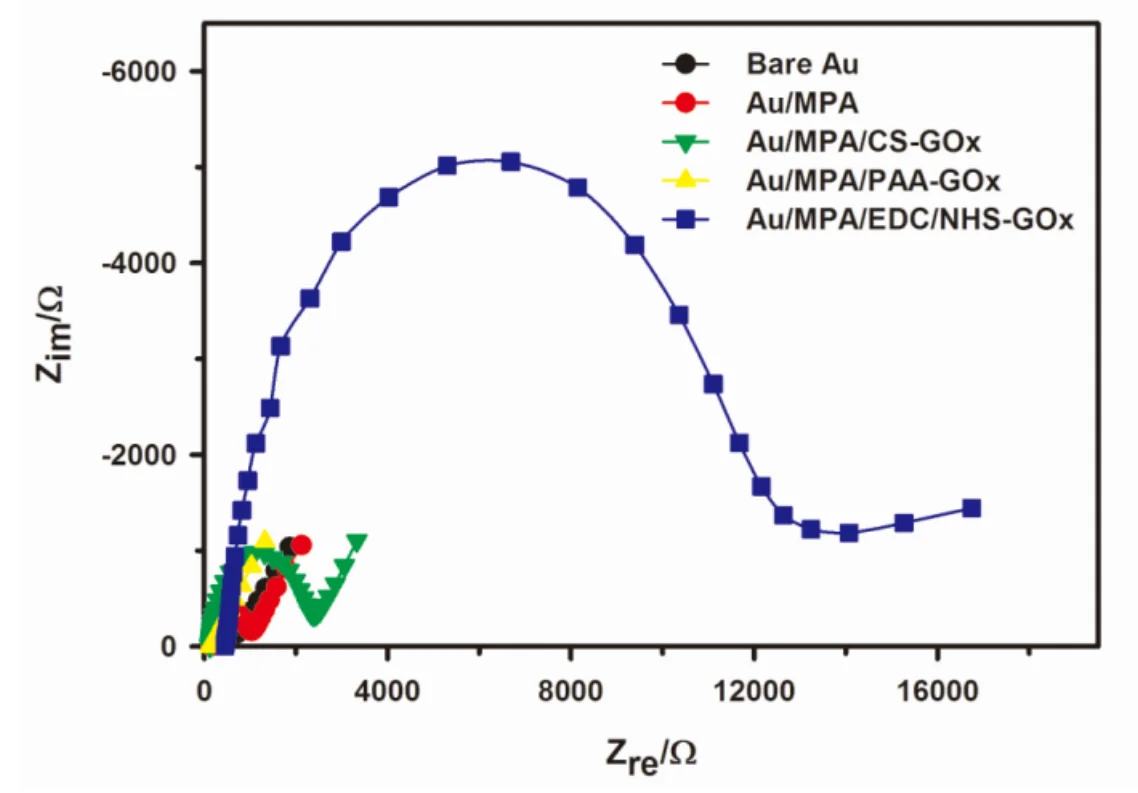 -6000
-4000
-2000
0
Zim/Ω
Bare Au
Au/MPA
Au/MPA/CS-GOx
Au/MPA/PAA-GOx
Au/MPA/EDC/NHS-GOx
0 4000 8000 12000 16000
Zre/Ω